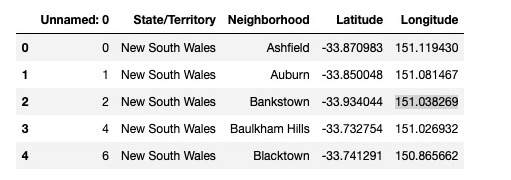 Unnamed: 0 State/Territory Neighborhood Latitude Longitude
0 0 New South Wales Ashfield -33.870983 151.119430
1 1 New South Wales Auburn -33.850048 151.081467
2 2 New South Wales Bankstown -33.934044 151.038269
3 4 New South Wales Baulkham Hills -33.732754 151.026932
4 6 New South Wales Blacktown -33.741291 150.865662